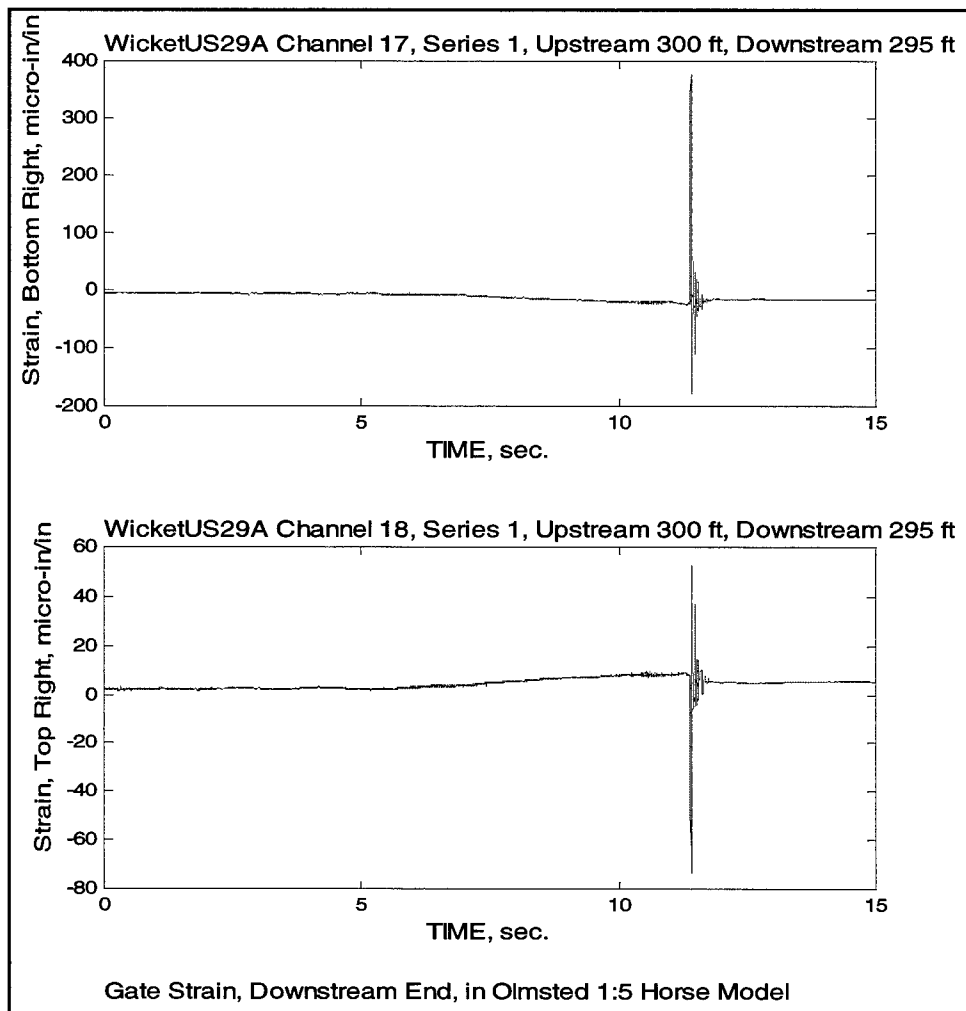 WicketUS29A Channel 17, Series 1, Upstream 300 ft, Downstream 295 ft
Strain, Bottom Right, micro-in/in
400
300
200
100
0
-100
-200
0 5 10 15
TIME, sec.
WicketUS29A Channel 18, Series 1, Upstream 300 ft, Downstream 295 ft
Strain, Top Right, micro-in/in
60
40
20
0
-20
-40
-60
-80
0 5 10 15
TIME, sec.
Gate Strain, Downstream End, in Olmsted 1:5 Horse Model